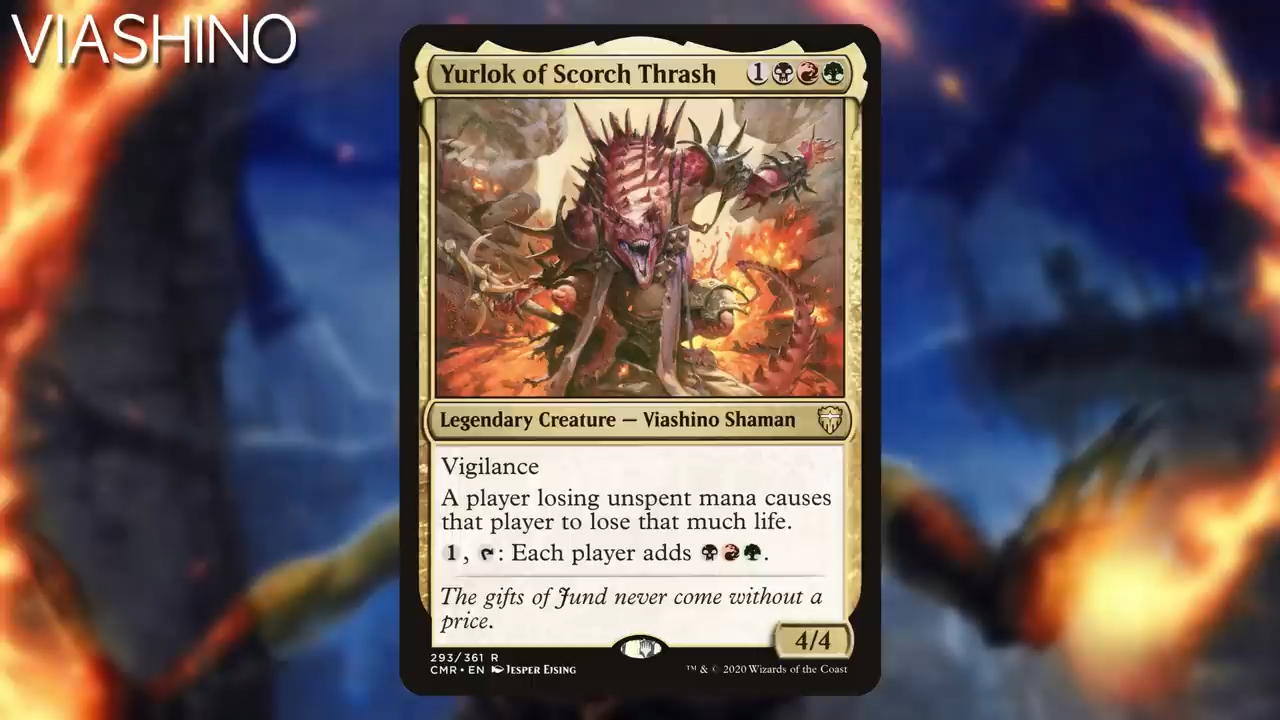 VIASHINO
Yurlok of Scorch Thrash 1
Legendary Creature — Viashino Shaman
Vigilance
A player losing unspent mana causes
that player to lose that much life.
1, : Each player adds .
The gifts of Jund never come without a
price.
4/4
293/361 R
CMR • EN Jesper Ejsing
™ & © 2020 Wizards of the Coast